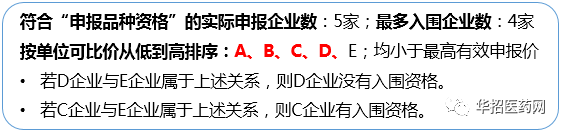 符合“申报品种资格”的实际申报企业数：5家；最多入围企业数：4家
按单位可比价从低到高排序：A、B、C、D、E；均小于最高有效申报价
• 若D企业与E企业属于上述关系，则D企业没有入围资格。
• 若C企业与E企业属于上述关系，则C企业有入围资格。
华招医药网